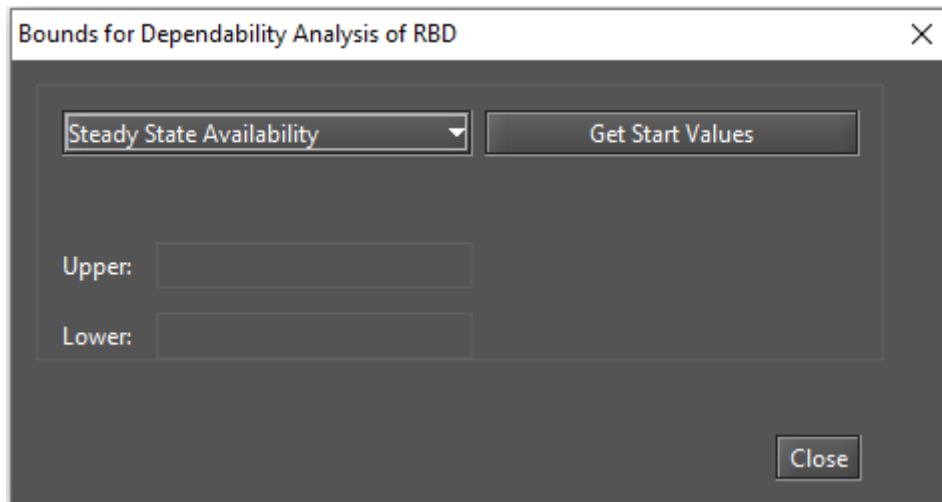 Bounds for Dependability Analysis of RBD
Steady State Availability
Get Start Values
Upper:
Lower:
Close